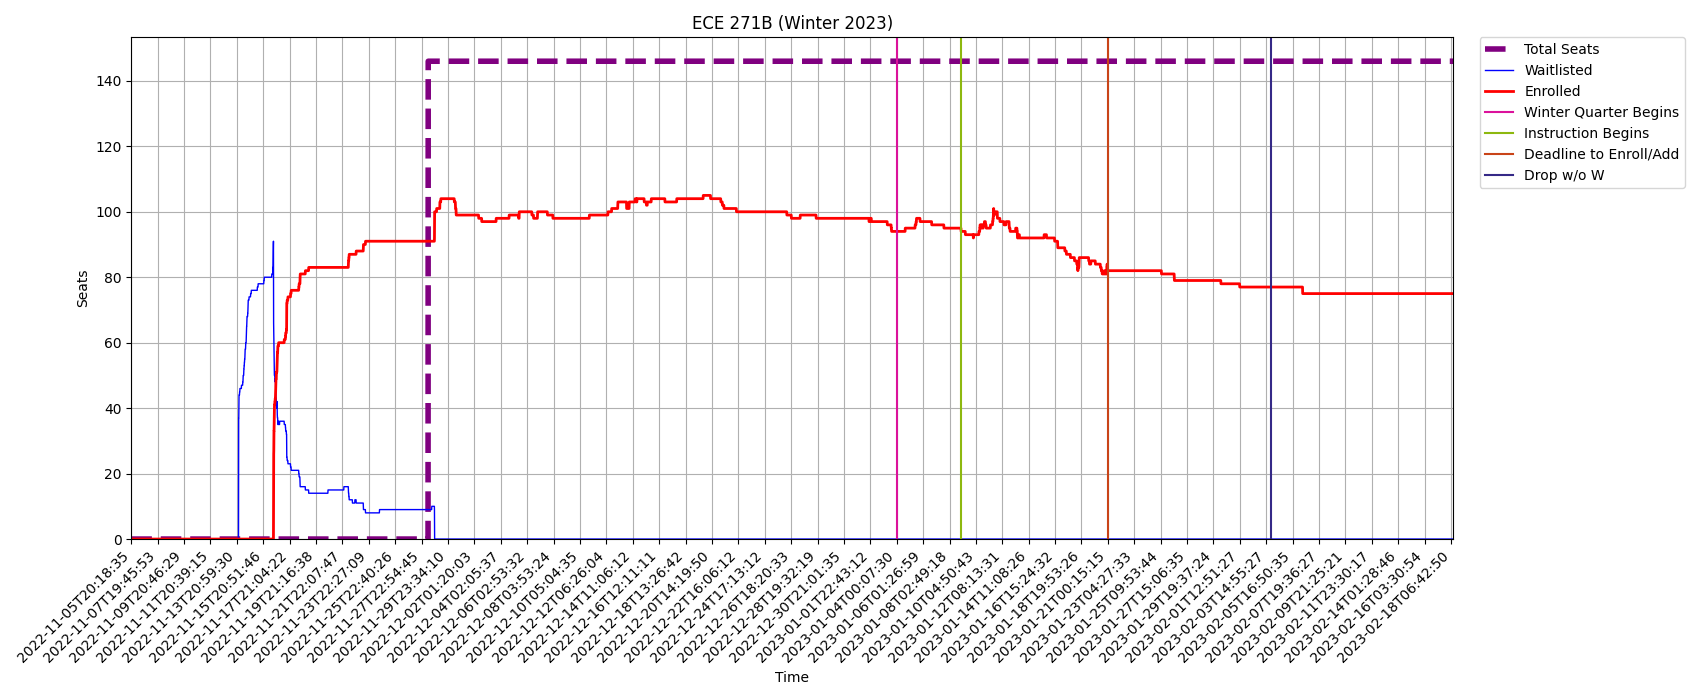 ECE 271B (Winter 2023)
Total Seats
Waitlisted
Enrolled
Winter Quarter Begins
Instruction Begins
Deadline to Enroll/Add
Drop w/o W
Seats
140
120
100
80
60
40
20
0
2022-11-05T20:18:35
2022-11-07T19:45:53
2022-11-09T20:46:29
2022-11-11T20:39:15
2022-11-13T20:59:30
2022-11-15T20:51:46
2022-11-17T21:04:22
2022-11-19T21:16:38
2022-11-21T22:07:47
2022-11-23T22:27:09
2022-11-25T22:40:26
2022-11-27T22:54:45
2022-11-29T23:34:10
2022-12-02T01:20:03
2022-12-04T02:05:37
2022-12-06T02:53:32
2022-12-08T03:53:24
2022-12-10T05:04:35
2022-12-12T06:26:04
2022-12-14T11:06:12
2022-12-16T12:11:11
2022-12-18T13:26:42
2022-12-20T14:19:50
2022-12-22T16:06:12
2022-12-24T17:13:12
2022-12-26T18:20:33
2022-12-28T19:32:19
2022-12-30T21:01:35
2023-01-01T22:43:12
2023-01-04T00:07:30
2023-01-06T01:26:59
2023-01-08T02:49:18
2023-01-10T04:50:43
2023-01-12T08:13:31
2023-01-14T11:08:26
2023-01-16T15:24:32
2023-01-18T19:53:26
2023-01-21T00:15:15
2023-01-23T04:27:33
2023-01-25T09:53:44
2023-01-27T15:06:35
2023-01-29T19:37:24
2023-02-01T12:51:27
2023-02-03T14:55:27
2023-02-05T16:50:35
2023-02-07T19:36:27
2023-02-09T21:25:21
2023-02-11T23:30:17
2023-02-14T01:28:46
2023-02-16T03:30:54
2023-02-18T06:42:50
Time